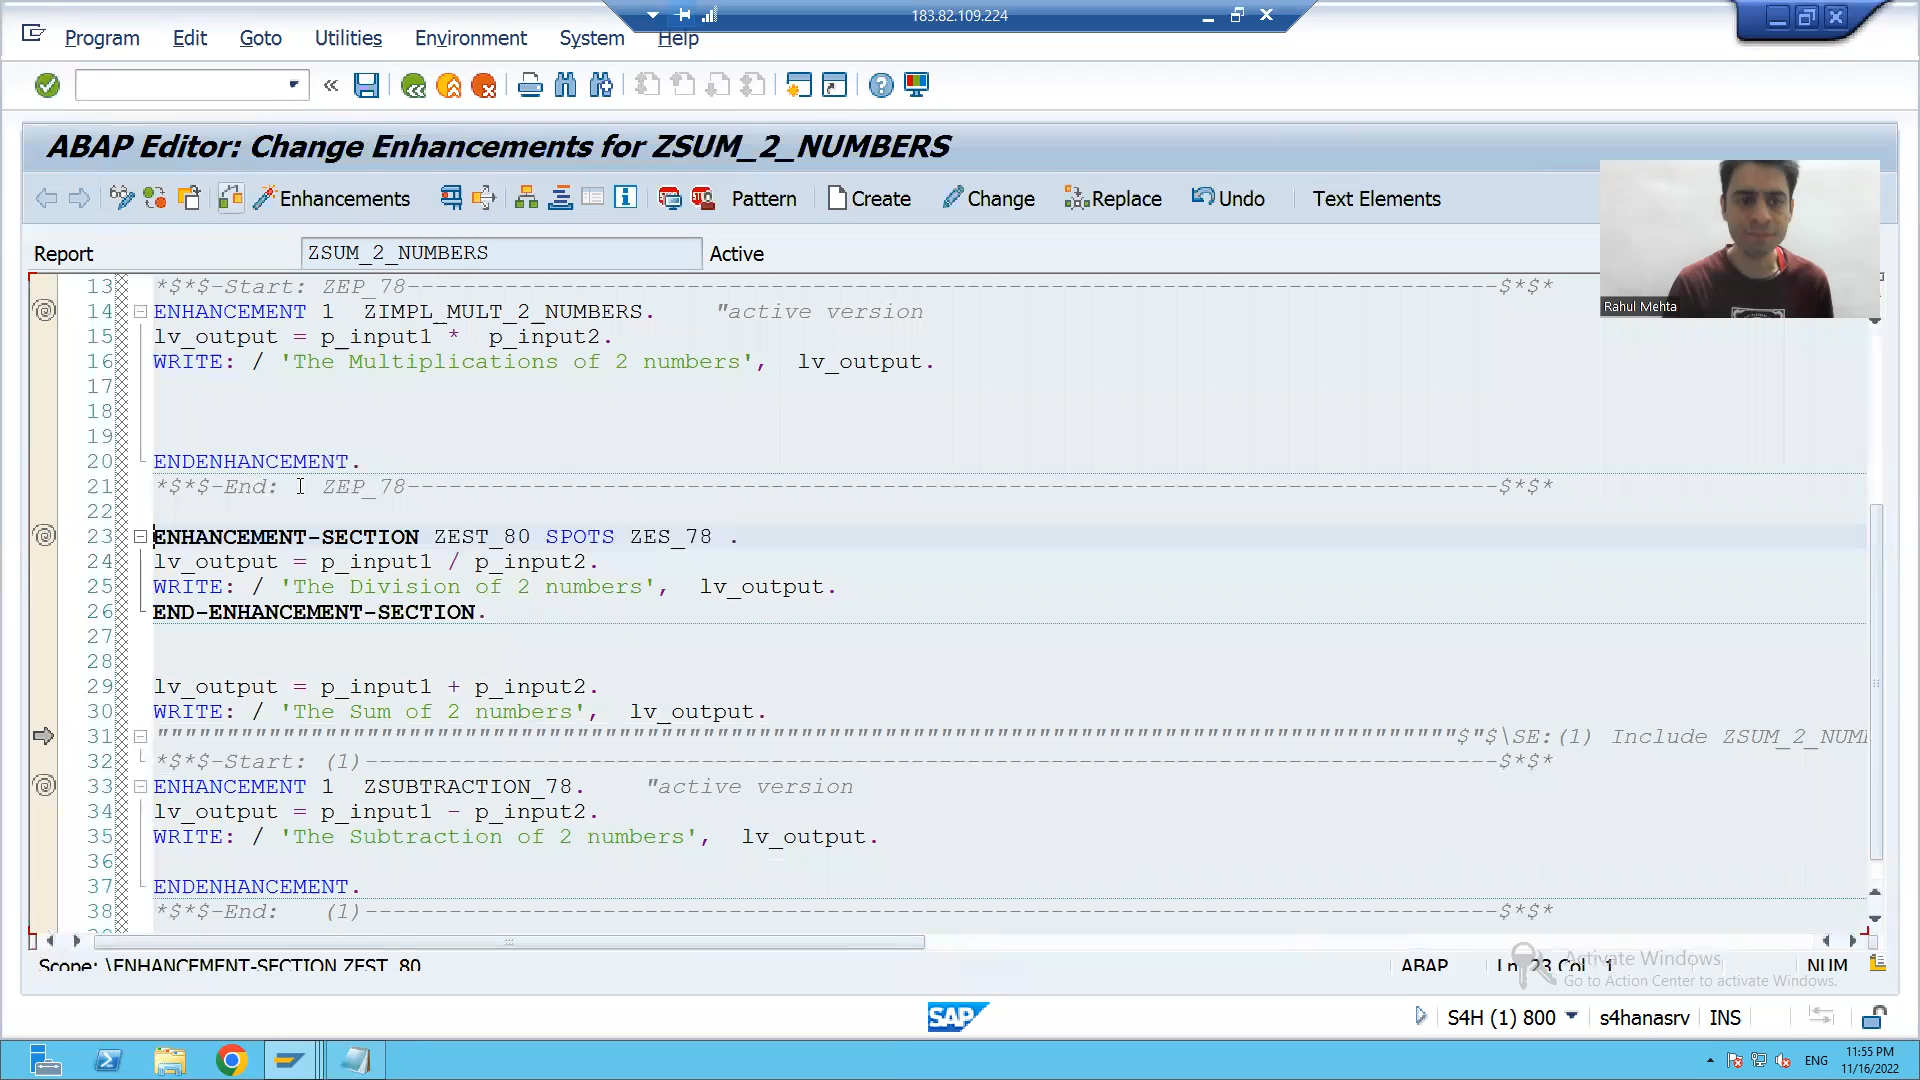 183.82.109.224
Program Edit Goto Utilities Environment System Help
ABAP Editor: Change Enhancements for ZSUM_2_NUMBERS
Enhancements Pattern Create Change Replace Undo Text Elements
Report ZSUM_2_NUMBERS Active
Rahul Mehta
13 *$*$-Start: ZEP_78------------------------------------------------------------------------------$*$*
14 ENHANCEMENT 1 ZIMPL_MULT_2_NUMBERS. "active version
15 lv_output = p_input1 * p_input2.
16 WRITE: / 'The Multiplications of 2 numbers', lv_output.
17
18
19
20 ENDENHANCEMENT.
21 *$*$-End: ZEP_78------------------------------------------------------------------------------$*$*
22
23 ENHANCEMENT-SECTION ZEST_80 SPOTS ZES_78 .
24 lv_output = p_input1 / p_input2.
25 WRITE: / 'The Division of 2 numbers', lv_output.
26 END-ENHANCEMENT-SECTION.
27
28
29 lv_output = p_input1 + p_input2.
30 WRITE: / 'The Sum of 2 numbers', lv_output.
31 """"""""""""""""""""""""""""""""""""""""""""""""""""""""""""""""""""""""""""""""""""""""""""$"$\SE:(1) Include ZSUM_2_NUM
32 *$*$-Start: (1)---------------------------------------------------------------------------------$*$*
33 ENHANCEMENT 1 ZSUBTRACTION_78. "active version
34 lv_output = p_input1 - p_input2.
35 WRITE: / 'The Subtraction of 2 numbers', lv_output.
36
37 ENDENHANCEMENT.
38 *$*$-End: (1)---------------------------------------------------------------------------------$*$*
Scope: \ENHANCEMENT-SECTION ZEST_80 ABAP Ln 23 Col 1 NUM
Activate Windows
Go to Action Center to activate Windows.
SAP S4H (1) 800 s4hanasrv INS
ENG 11:55 PM
11/16/2022